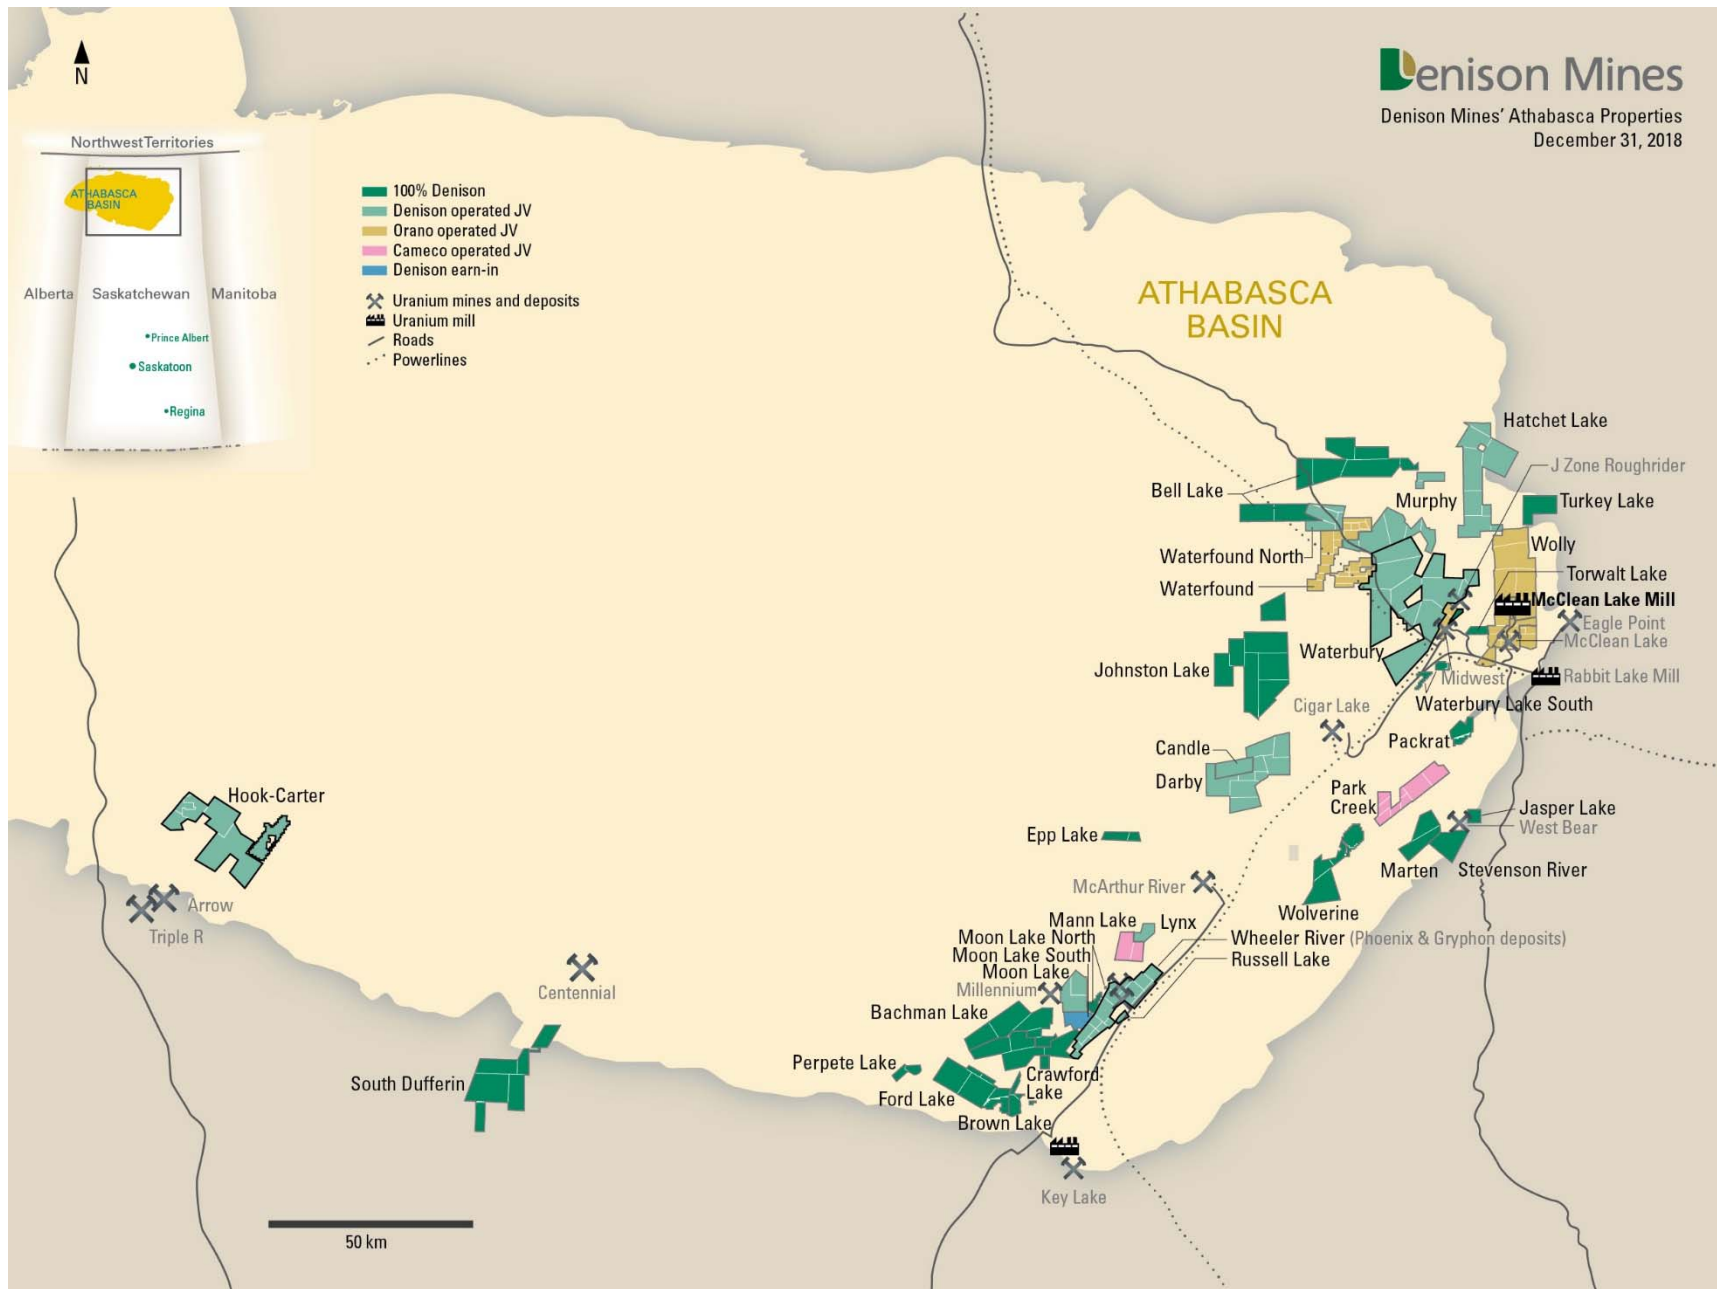 Denison Mines
Denison Mines' Athabasca Properties
December 31, 2018
N
Northwest Territories
ATHABASCA
BASIN
Alberta
Saskatchewan
Manitoba
Prince Albert
Saskatoon
Regina
100% Denison
Denison operated JV
Orano operated JV
Cameco operated JV
Denison earn-in
Uranium mines and deposits
Uranium mill
Roads
Powerlines
ATHABASCA
BASIN
Hatchet Lake
J Zone Roughrider
Bell Lake
Murphy
Turkey Lake
Waterfound North
Wolly
Torwalt Lake
Waterfound
McClean Lake Mill
Eagle Point
McClean Lake
Waterbury
Johnston Lake
Midwest
Rabbit Lake Mill
Waterbury Lake South
Cigar Lake
Packrat
Candle
Darby
Park
Creek
Jasper Lake
West Bear
Epp Lake
Marten
Stevenson River
Hook-Carter
McArthur River
Wolverine
Arrow
Triple R
Mann Lake
Lynx
Moon Lake North
Wheeler River (Phoenix & Gryphon deposits)
Moon Lake South
Russell Lake
Moon Lake
Millennium
Centennial
Bachman Lake
Perpete Lake
Crawford
Lake
South Dufferin
Ford Lake
Brown Lake
Key Lake
50 km